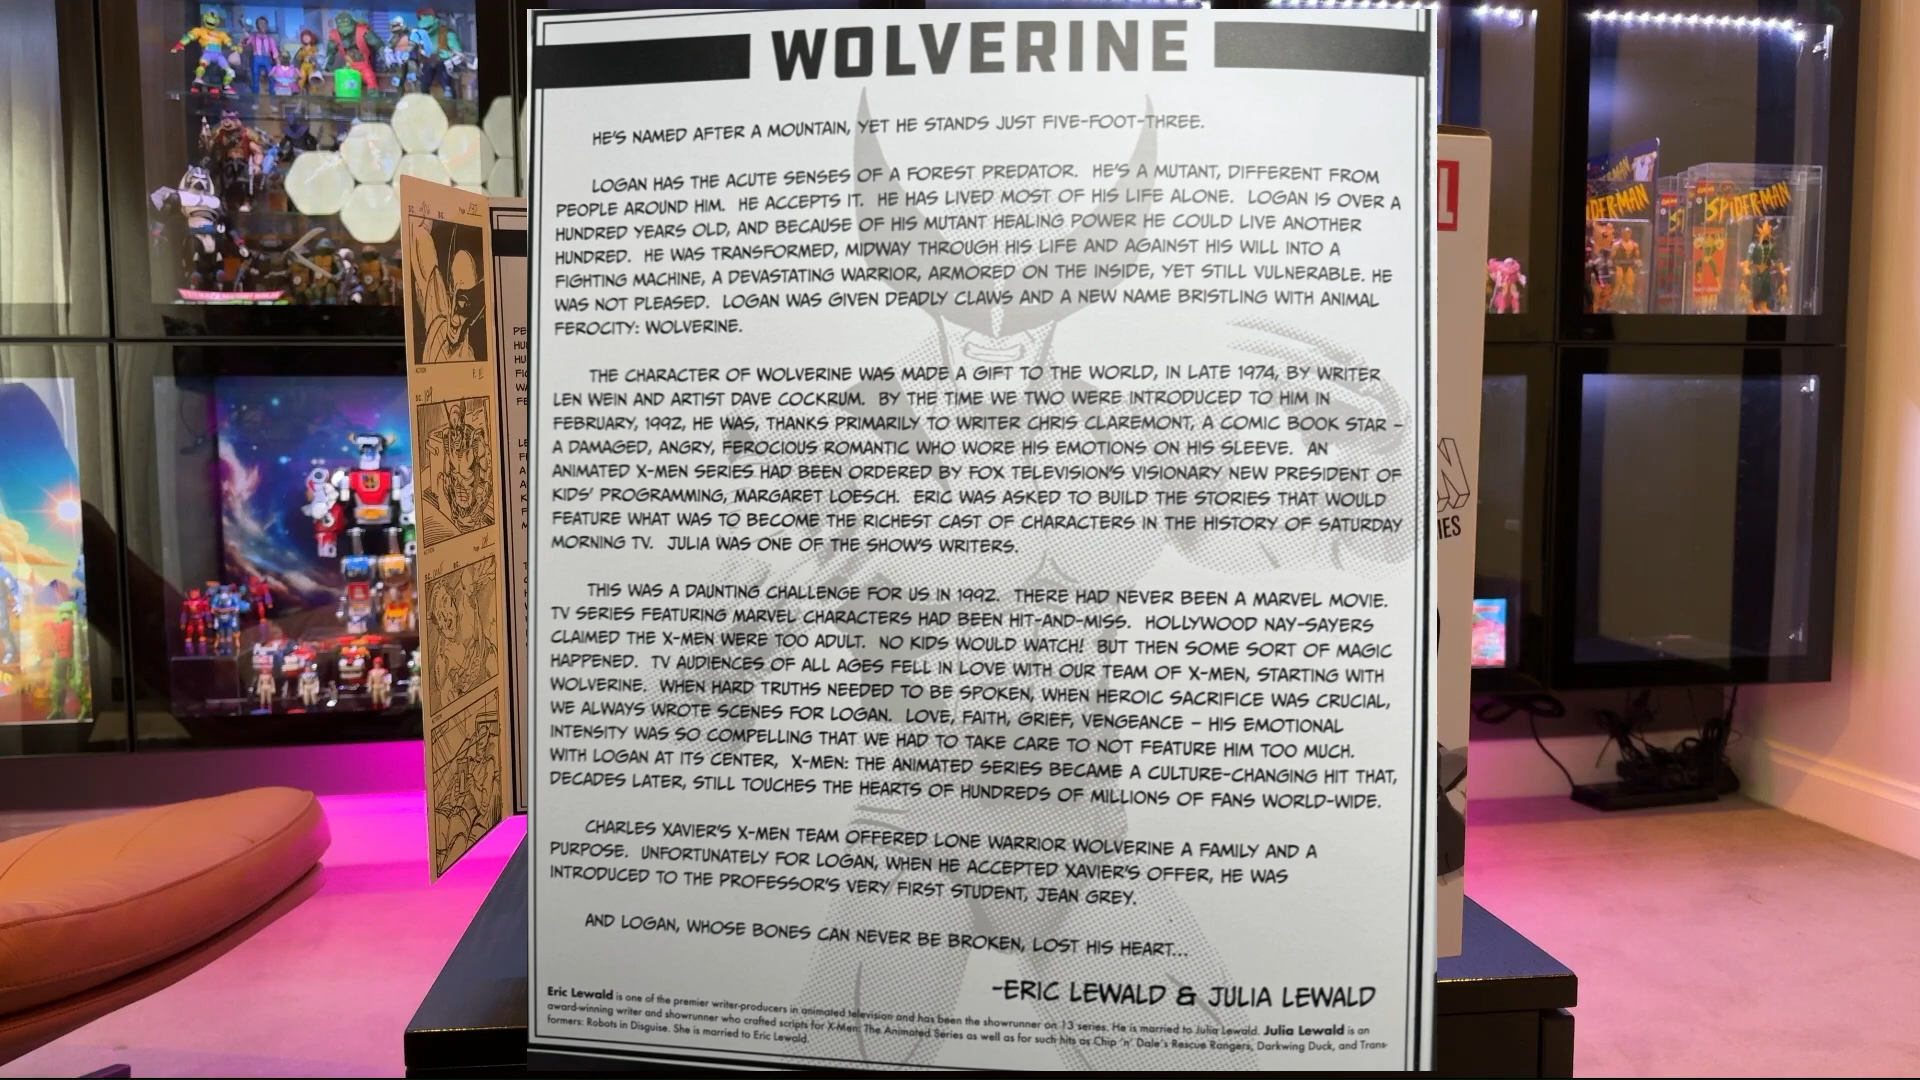 WOLVERINE
HE'S NAMED AFTER A MOUNTAIN, YET HE STANDS JUST FIVE-FOOT-THREE.
LOGAN HAS THE ACUTE SENSES OF A FOREST PREDATOR. HE'S A MUTANT, DIFFERENT FROM
PEOPLE AROUND HIM. HE ACCEPTS IT. HE HAS LIVED MOST OF HIS LIFE ALONE. LOGAN IS OVER A
HUNDRED YEARS OLD, AND BECAUSE OF HIS MUTANT HEALING POWER HE COULD LIVE ANOTHER
HUNDRED. HE WAS TRANSFORMED, MIDWAY THROUGH HIS LIFE AND AGAINST HIS WILL INTO A
FIGHTING MACHINE, A DEVASTATING WARRIOR, ARMORED ON THE INSIDE, YET STILL VULNERABLE. HE
WAS NOT PLEASED. LOGAN WAS GIVEN DEADLY CLAWS AND A NEW NAME BRISTLING WITH ANIMAL
FEROCITY: WOLVERINE.
THE CHARACTER OF WOLVERINE WAS MADE A GIFT TO THE WORLD, IN LATE 1974, BY WRITER
LEN WEIN AND ARTIST DAVE COCKRUM. BY THE TIME WE TWO WERE INTRODUCED TO HIM IN
FEBRUARY, 1992, HE WAS, THANKS PRIMARILY TO WRITER CHRIS CLAREMONT, A COMIC BOOK STAR –
A DAMAGED, ANGRY, FEROCIOUS ROMANTIC WHO WORE HIS EMOTIONS ON HIS SLEEVE. AN
ANIMATED X-MEN SERIES HAD BEEN ORDERED BY FOX TELEVISION'S VISIONARY NEW PRESIDENT OF
KIDS' PROGRAMMING, MARGARET LOESCH. ERIC WAS ASKED TO BUILD THE STORIES THAT WOULD
FEATURE WHAT WAS TO BECOME THE RICHEST CAST OF CHARACTERS IN THE HISTORY OF SATURDAY
MORNING TV. JULIA WAS ONE OF THE SHOW'S WRITERS.
THIS WAS A DAUNTING CHALLENGE FOR US IN 1992. THERE HAD NEVER BEEN A MARVEL MOVIE.
TV SERIES FEATURING MARVEL CHARACTERS HAD BEEN HIT-AND-MISS. HOLLYWOOD NAY-SAYERS
CLAIMED THE X-MEN WERE TOO ADULT. NO KIDS WOULD WATCH! BUT THEN SOME SORT OF MAGIC
HAPPENED. TV AUDIENCES OF ALL AGES FELL IN LOVE WITH OUR TEAM OF X-MEN, STARTING WITH
WOLVERINE. WHEN HARD TRUTHS NEEDED TO BE SPOKEN, WHEN HEROIC SACRIFICE WAS CRUCIAL,
WE ALWAYS WROTE SCENES FOR LOGAN. LOVE, FAITH, GRIEF, VENGEANCE – HIS EMOTIONAL
INTENSITY WAS SO COMPELLING THAT WE HAD TO TAKE CARE TO NOT FEATURE HIM TOO MUCH.
WITH LOGAN AT ITS CENTER, X-MEN: THE ANIMATED SERIES BECAME A CULTURE-CHANGING HIT THAT,
DECADES LATER, STILL TOUCHES THE HEARTS OF HUNDREDS OF MILLIONS OF FANS WORLD-WIDE.
CHARLES XAVIER'S X-MEN TEAM OFFERED LONE WARRIOR WOLVERINE A FAMILY AND A
PURPOSE. UNFORTUNATELY FOR LOGAN, WHEN HE ACCEPTED XAVIER'S OFFER, HE WAS
INTRODUCED TO THE PROFESSOR'S VERY FIRST STUDENT, JEAN GREY.
AND LOGAN, WHOSE BONES CAN NEVER BE BROKEN, LOST HIS HEART...
-ERIC LEWALD & JULIA LEWALD
Eric Lewald is one of the premier writer-producers in animated television and has been the showrunner on 13 series. He is married to Julia Lewald. Julia Lewald is an
award-winning writer and showrunner who crafted scripts for X-Men: The Animated Series as well as for such hits as Chip 'n' Dale's Rescue Rangers, Darkwing Duck, and Trans-
formers: Robots in Disguise. She is married to Eric Lewald.
SPIDER-MAN